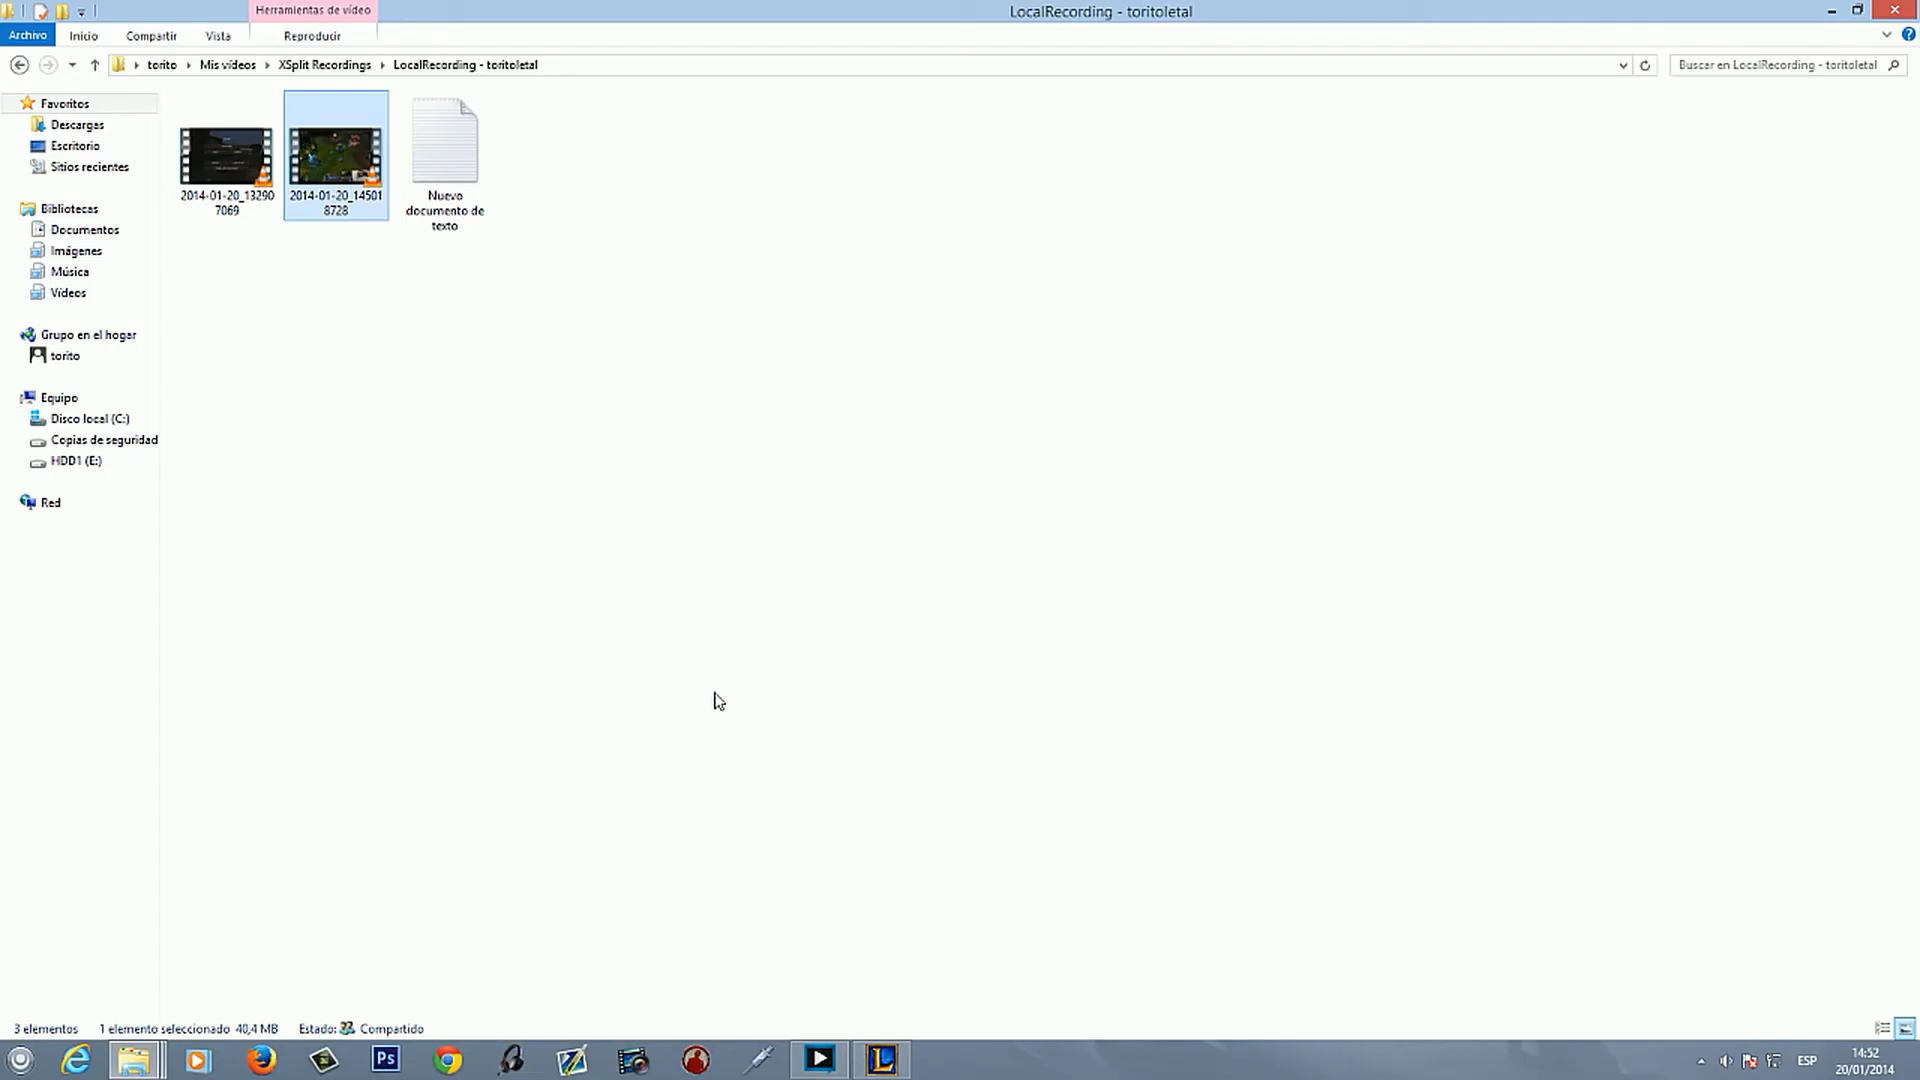 Herramientas de vídeo
LocalRecording - toritoletal
Archivo
Inicio
Compartir
Vista
Reproducir
torito
Mis vídeos
XSplit Recordings
LocalRecording - toritoletal
Buscar en LocalRecording - toritoletal
Favoritos
Descargas
Escritorio
Sitios recientes
Bibliotecas
Documentos
Imágenes
Música
Vídeos
Grupo en el hogar
torito
Equipo
Disco local (C:)
Copias de seguridad
HDD1 (E:)
Red
2014-01-20_13290
7069
2014-01-20_14501
8728
Nuevo
documento de
texto
3 elementos
1 elemento seleccionado 40,4 MB
Estado:
Compartido
Ps
L
ESP
14:52
20/01/2014